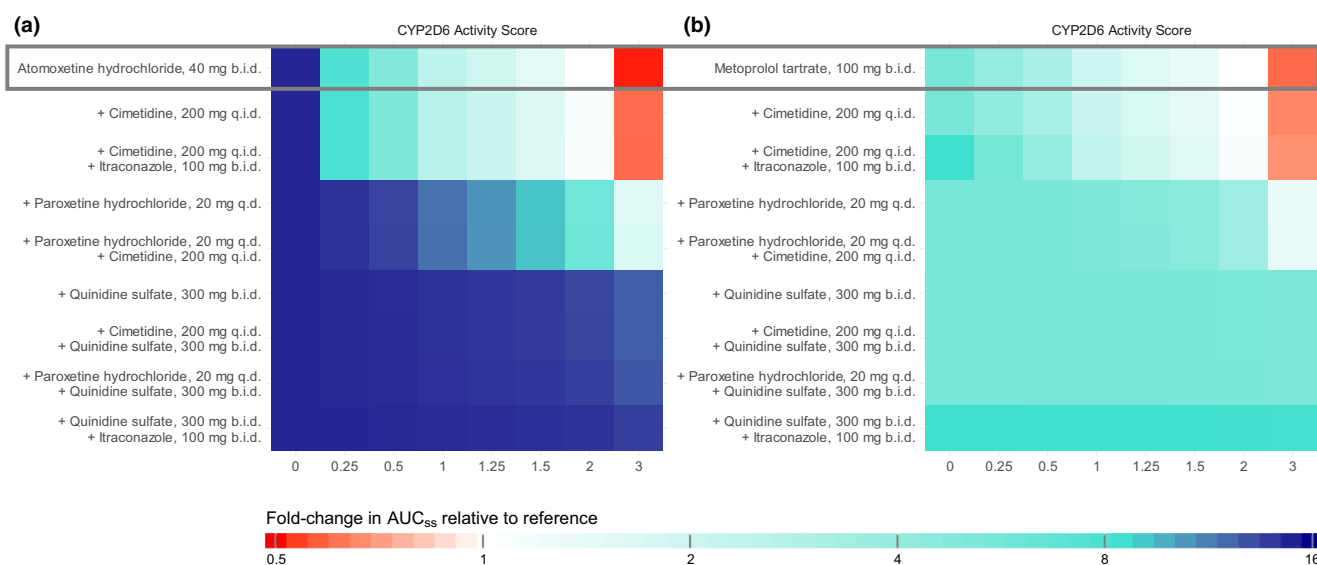 (a)
CYP2D6 Activity Score
Atomoxetine hydrochloride, 40 mg b.i.d.
+ Cimetidine, 200 mg q.i.d.
+ Cimetidine, 200 mg q.i.d.
+ Itraconazole, 100 mg b.i.d.
+ Paroxetine hydrochloride, 20 mg q.d.
+ Paroxetine hydrochloride, 20 mg q.d.
+ Cimetidine, 200 mg q.i.d.
+ Quinidine sulfate, 300 mg b.i.d.
+ Cimetidine, 200 mg q.i.d.
+ Quinidine sulfate, 300 mg b.i.d.
+ Paroxetine hydrochloride, 20 mg q.d.
+ Quinidine sulfate, 300 mg b.i.d.
+ Quinidine sulfate, 300 mg b.i.d.
+ Itraconazole, 100 mg b.i.d.
0 0.25 0.5 1 1.25 1.5 2 3
(b)
CYP2D6 Activity Score
Metoprolol tartrate, 100 mg b.i.d.
+ Cimetidine, 200 mg q.i.d.
+ Cimetidine, 200 mg q.i.d.
+ Itraconazole, 100 mg b.i.d.
+ Paroxetine hydrochloride, 20 mg q.d.
+ Paroxetine hydrochloride, 20 mg q.d.
+ Cimetidine, 200 mg q.i.d.
+ Quinidine sulfate, 300 mg b.i.d.
+ Cimetidine, 200 mg q.i.d.
+ Quinidine sulfate, 300 mg b.i.d.
+ Paroxetine hydrochloride, 20 mg q.d.
+ Quinidine sulfate, 300 mg b.i.d.
+ Quinidine sulfate, 300 mg b.i.d.
+ Itraconazole, 100 mg b.i.d.
0 0.25 0.5 1 1.25 1.5 2 3
Fold-change in AUCss relative to reference
0.5 1 2 4 8 16